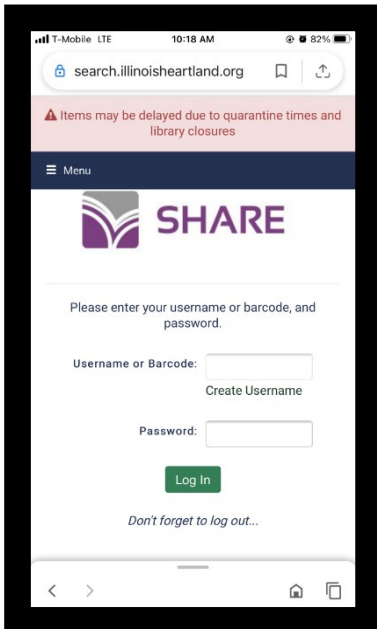 T-Mobile LTE 10:18 AM 82%
search.illinoisheartland.org
Items may be delayed due to quarantine times and
library closures
Menu
SHARE
Please enter your username or barcode, and
password.
Username or Barcode:
Create Username
Password:
Log In
Don't forget to log out...